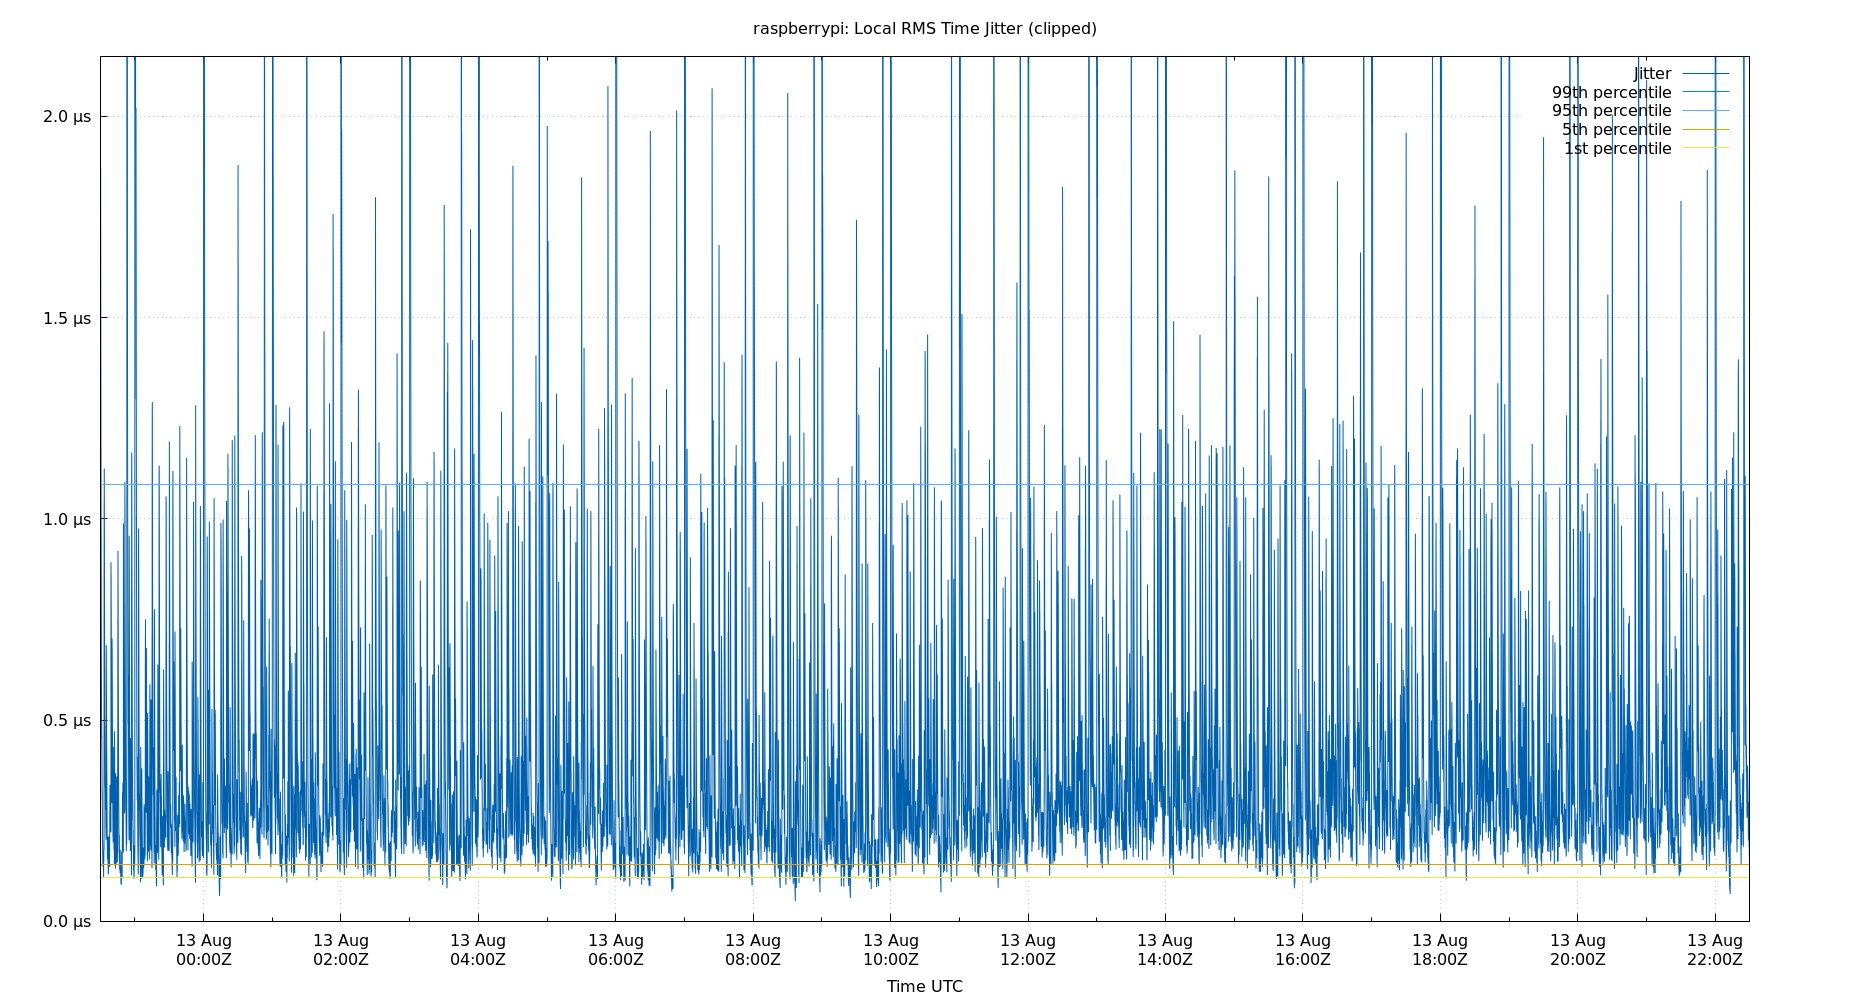 raspberrypi: Local RMS Time Jitter (clipped)
Jitter
99th percentile
95th percentile
5th percentile
1st percentile
2.0 µs
1.5 µs
1.0 µs
0.5 µs
0.0 µs
13 Aug 13 Aug 13 Aug 13 Aug 13 Aug 13 Aug 13 Aug 13 Aug 13 Aug 13 Aug 13 Aug 13 Aug
00:00Z 02:00Z 04:00Z 06:00Z 08:00Z 10:00Z 12:00Z 14:00Z 16:00Z 18:00Z 20:00Z 22:00Z
Time UTC